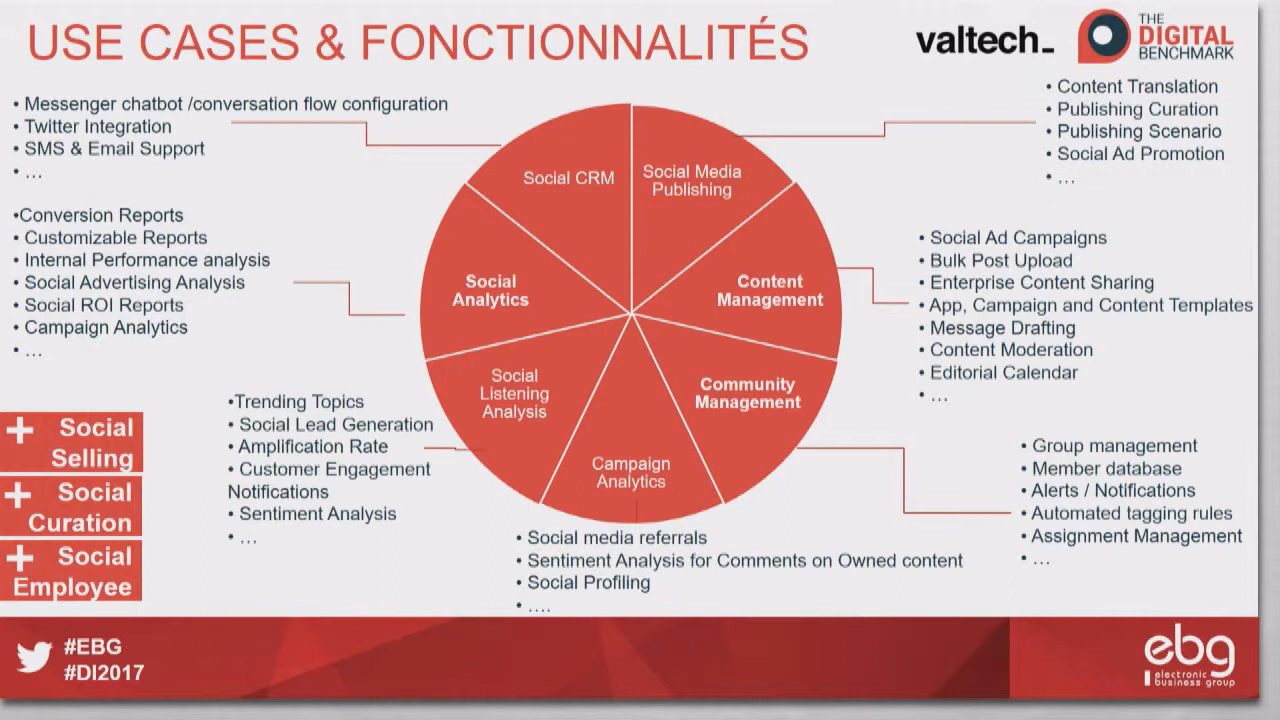 USE CASES & FONCTIONNALITÉS
valtech_
THE
DIGITAL
BENCHMARK
• Messenger chatbot /conversation flow configuration
• Twitter Integration
• SMS & Email Support
• …
•Conversion Reports
• Customizable Reports
• Internal Performance analysis
• Social Advertising Analysis
• Social ROI Reports
• Campaign Analytics
• …
•Trending Topics
• Social Lead Generation
• Amplification Rate
• Customer Engagement
Notifications
• Sentiment Analysis
• …
+ Social
Selling
+ Social
Curation
+ Social
Employee
Social CRM
Social Media
Publishing
Social
Analytics
Content
Management
Social
Listening
Analysis
Community
Management
Campaign
Analytics
• Social media referrals
• Sentiment Analysis for Comments on Owned content
• Social Profiling
• ….
• Content Translation
• Publishing Curation
• Publishing Scenario
• Social Ad Promotion
• …
• Social Ad Campaigns
• Bulk Post Upload
• Enterprise Content Sharing
• App, Campaign and Content Templates
• Message Drafting
• Content Moderation
• Editorial Calendar
• …
• Group management
• Member database
• Alerts / Notifications
• Automated tagging rules
• Assignment Management
• …
#EBG
#DI2017
ebg
electronic
business group